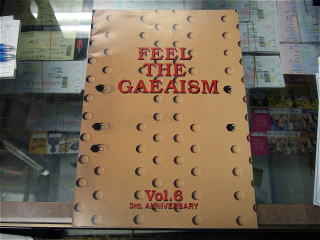 FEEL
THE
GAEAISM
Vol.6
3rd. ANNIVERSARY